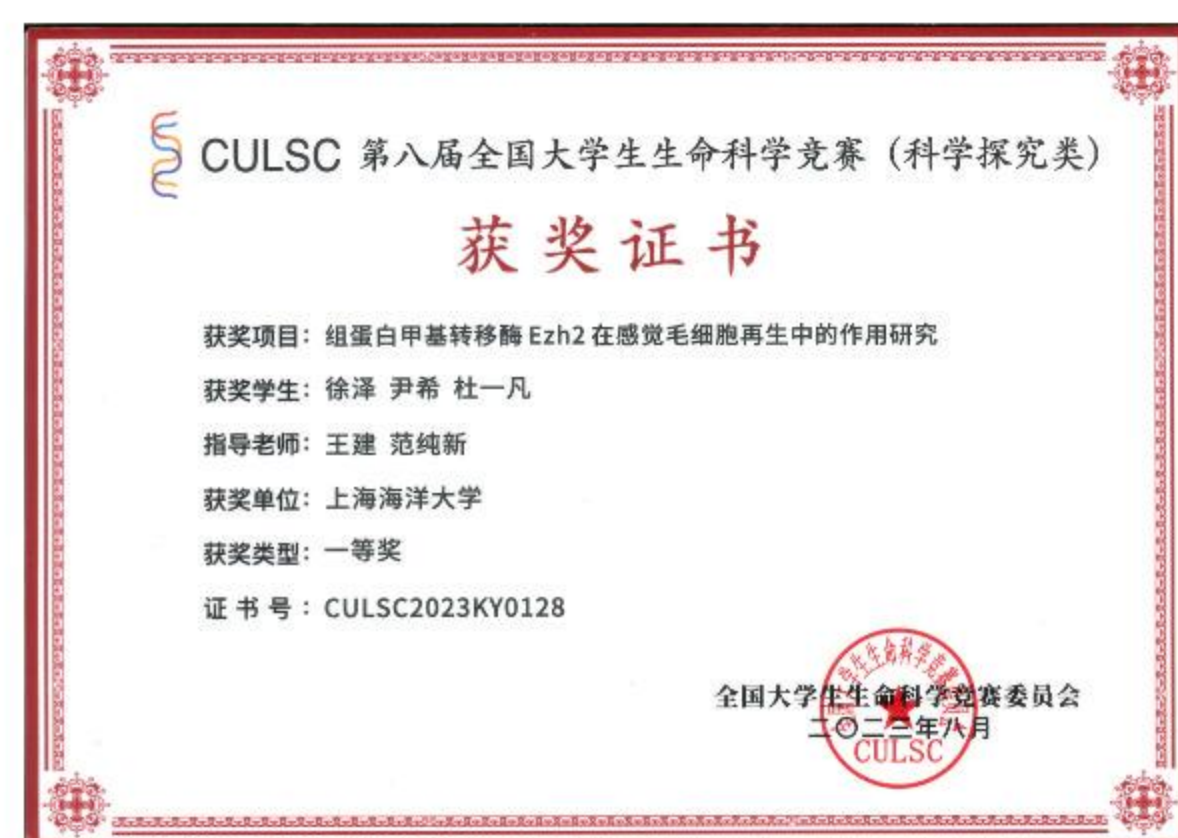 CULSC 第八届全国大学生生命科学竞赛（科学探究类）
获奖证书
获奖项目：组蛋白甲基转移酶 Ezh2 在感觉毛细胞再生中的作用研究
获奖学生：徐泽 尹希 杜一凡
指导老师：王建 范纯新
获奖单位：上海海洋大学
获奖类型：一等奖
证 书 号：CULSC2023KY0128
全国大学生生命科学竞赛委员会
二〇二三年八月
CULSC